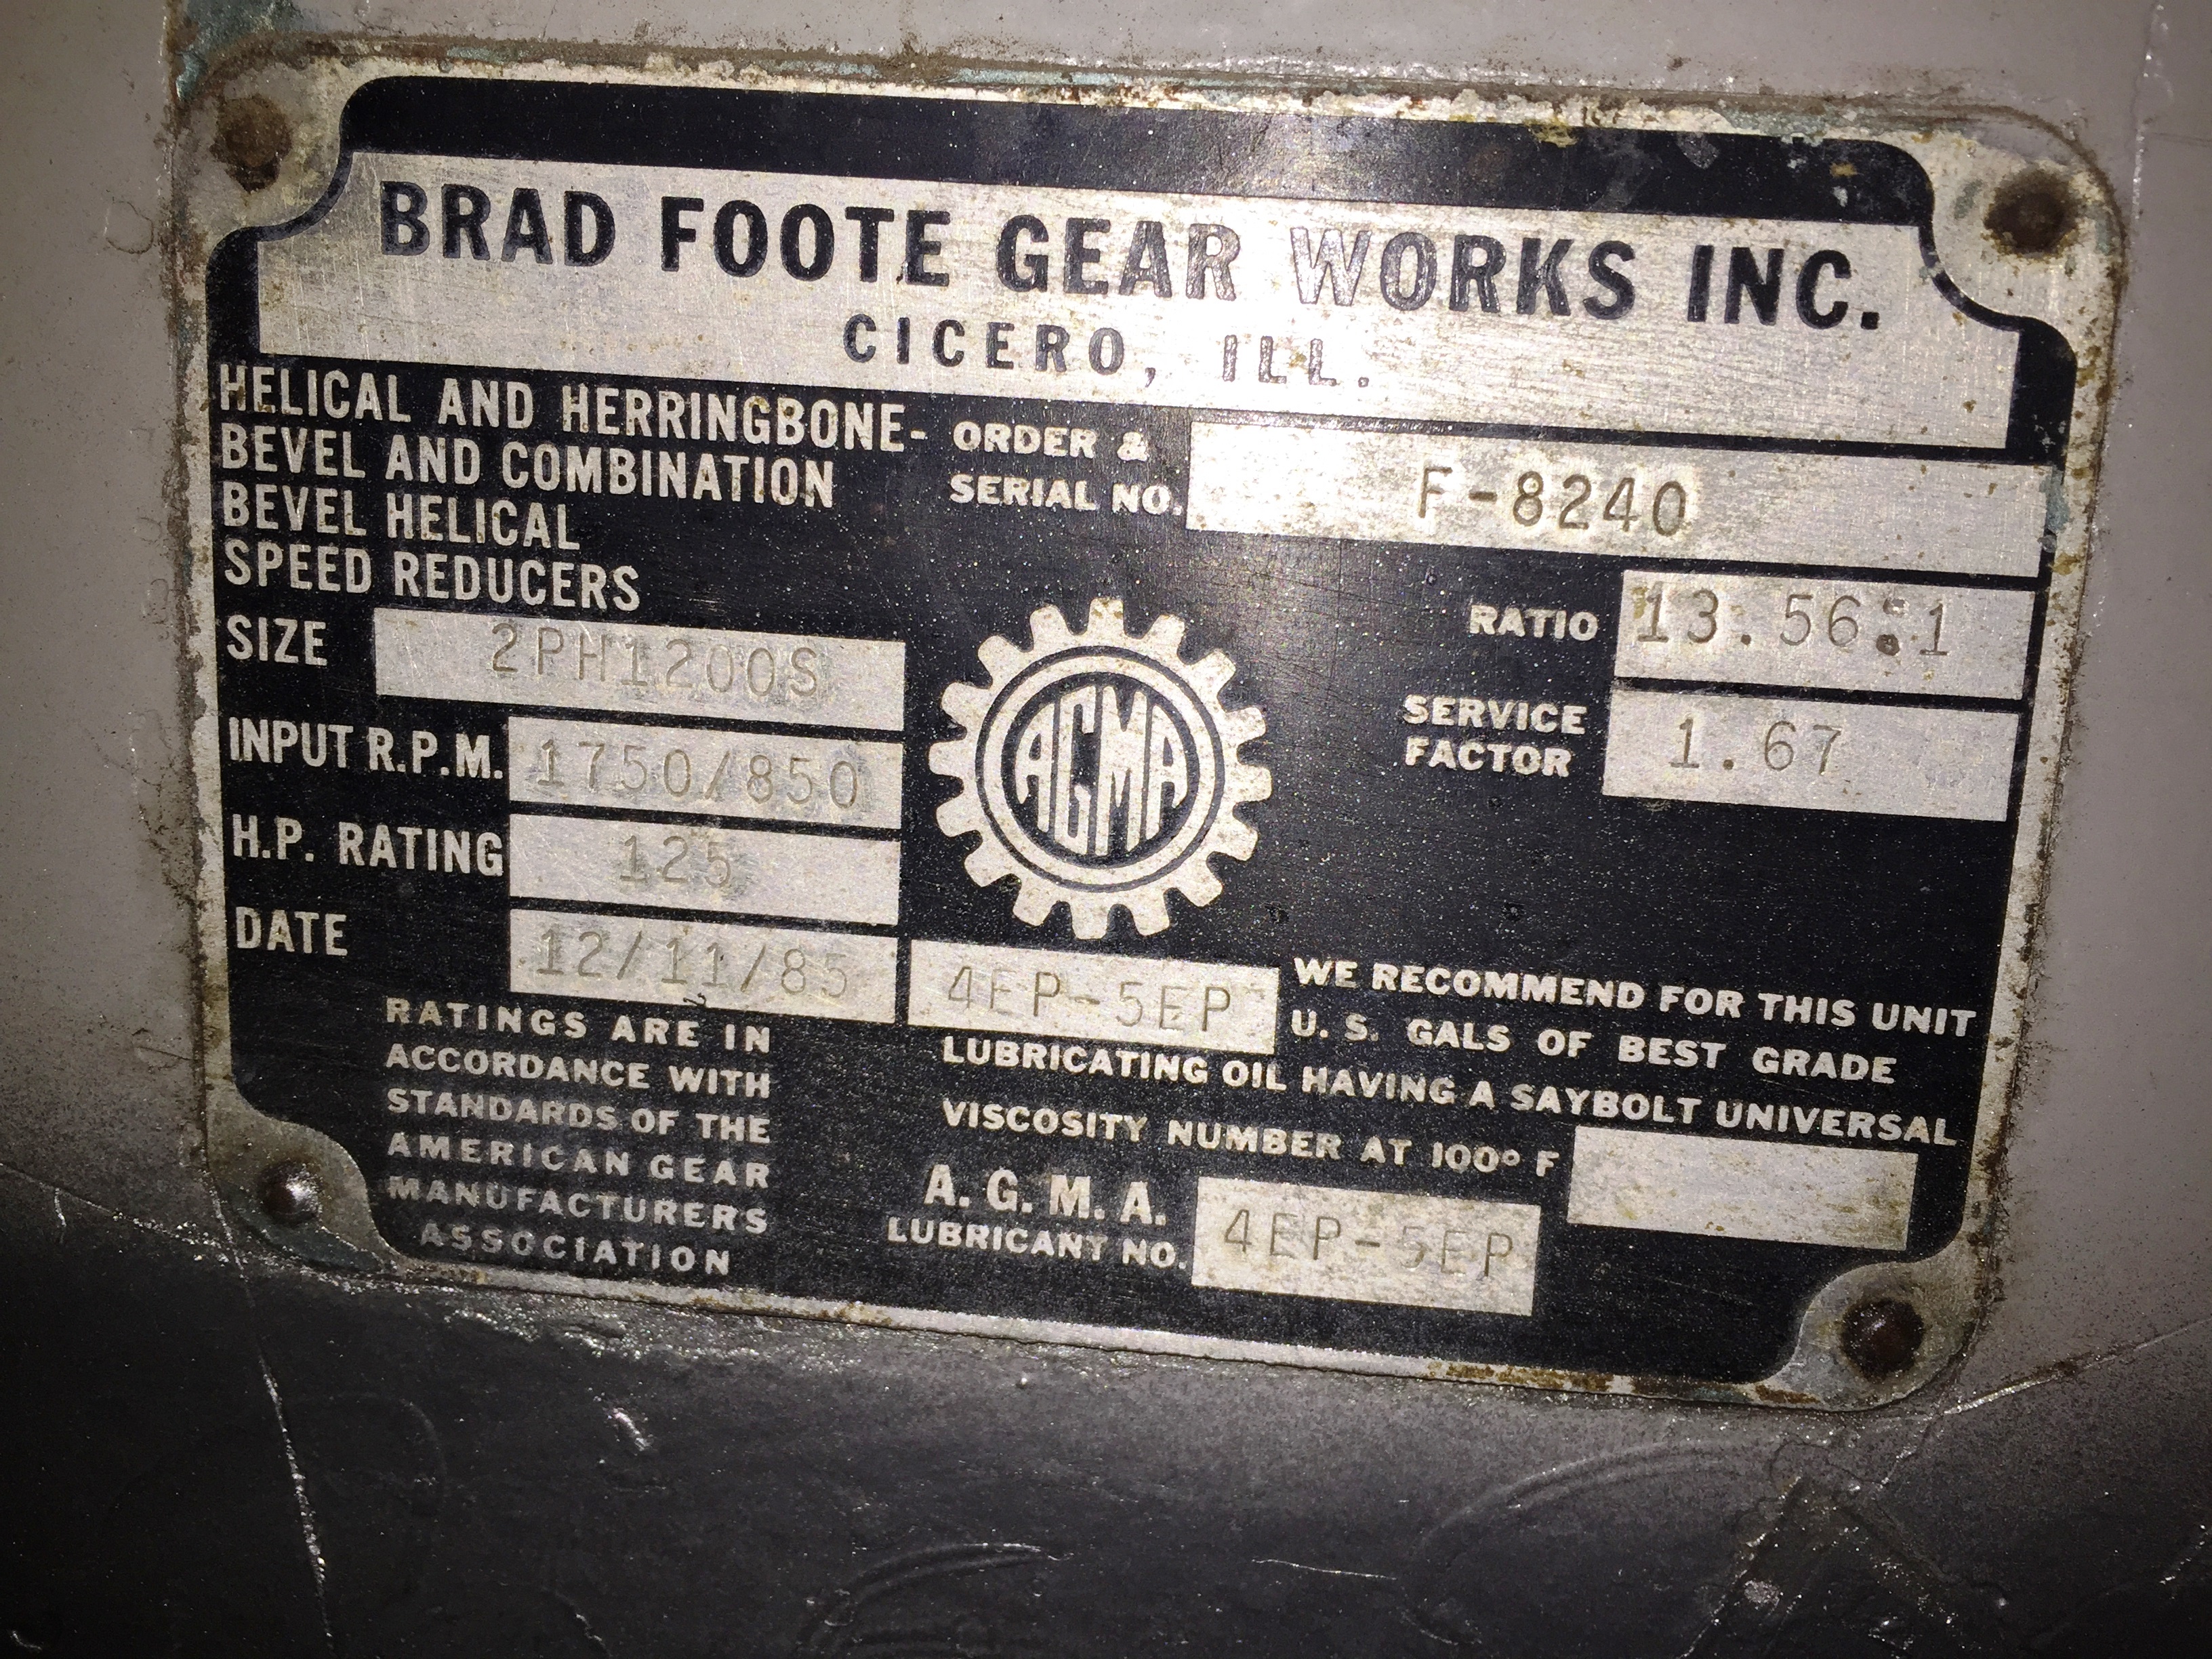 BRAD FOOTE GEAR WORKS INC.
CICERO, ILL.
HELICAL AND HERRINGBONE-
BEVEL AND COMBINATION
BEVEL HELICAL
SPEED REDUCERS
ORDER &
SERIAL NO. F-8240
RATIO 13.56:1
SERVICE
FACTOR 1.67
SIZE 2PH1200S
INPUT R.P.M. 1750/850
H.P. RATING 125
DATE 12/11/85
AGMA
RATINGS ARE IN
ACCORDANCE WITH
STANDARDS OF THE
AMERICAN GEAR
MANUFACTURERS
ASSOCIATION
WE RECOMMEND FOR THIS UNIT
4EP-5EP U. S. GALS OF BEST GRADE
LUBRICATING OIL HAVING A SAYBOLT UNIVERSAL
VISCOSITY NUMBER AT 100° F
A. G. M. A.
LUBRICANT NO. 4EP-5EP